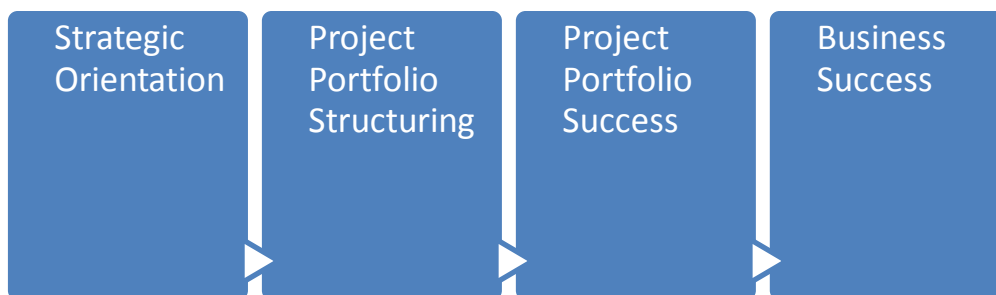 Strategic
Orientation
Project
Portfolio
Structuring
Project
Portfolio
Success
Business
Success